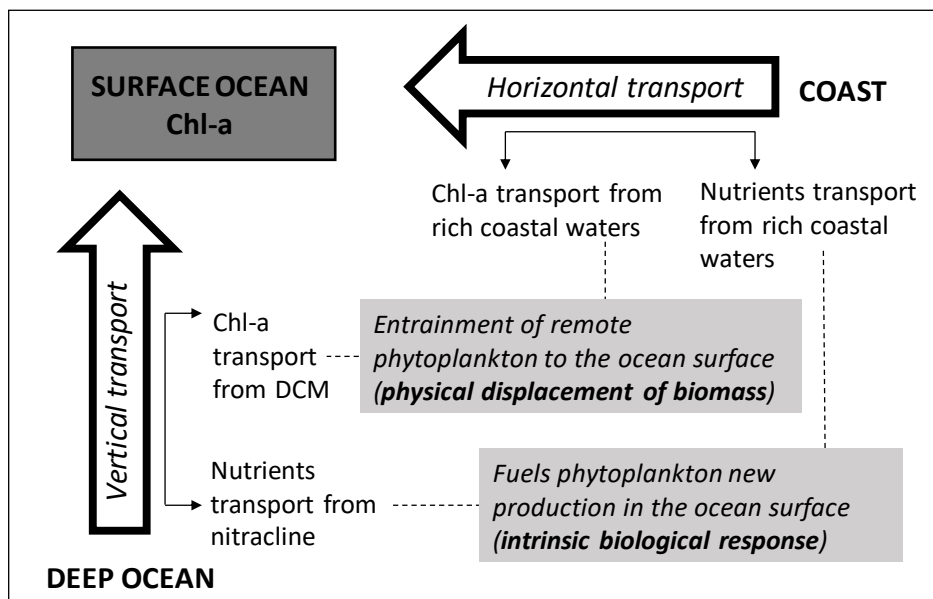 SURFACE OCEAN
Chl-a
Horizontal transport
COAST
Chl-a transport from
rich coastal waters
Nutrients transport
from rich coastal
waters
Vertical transport
Chl-a
transport
from DCM
Entrainment of remote
phytoplankton to the ocean surface
(physical displacement of biomass)
Nutrients
transport from
nitracline
Fuels phytoplankton new
production in the ocean surface
(intrinsic biological response)
DEEP OCEAN